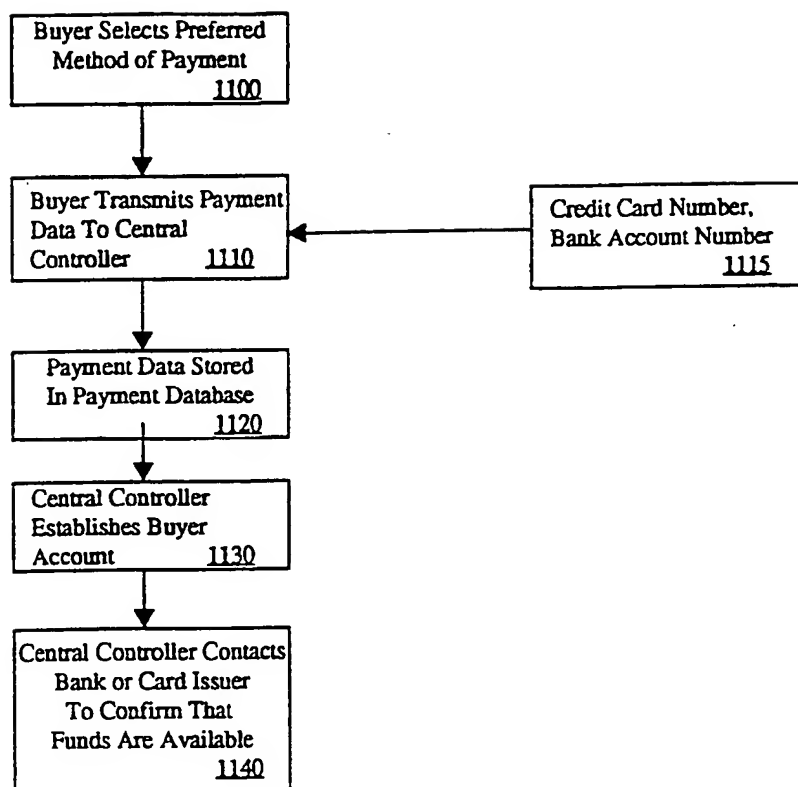 Buyer Selects Preferred
Method of Payment
1100
Buyer Transmits Payment
Data To Central
Controller 1110
Credit Card Number,
Bank Account Number
1115
Payment Data Stored
In Payment Database
1120
Central Controller
Establishes Buyer
Account 1130
Central Controller Contacts
Bank or Card Issuer
To Confirm That
Funds Are Available
1140